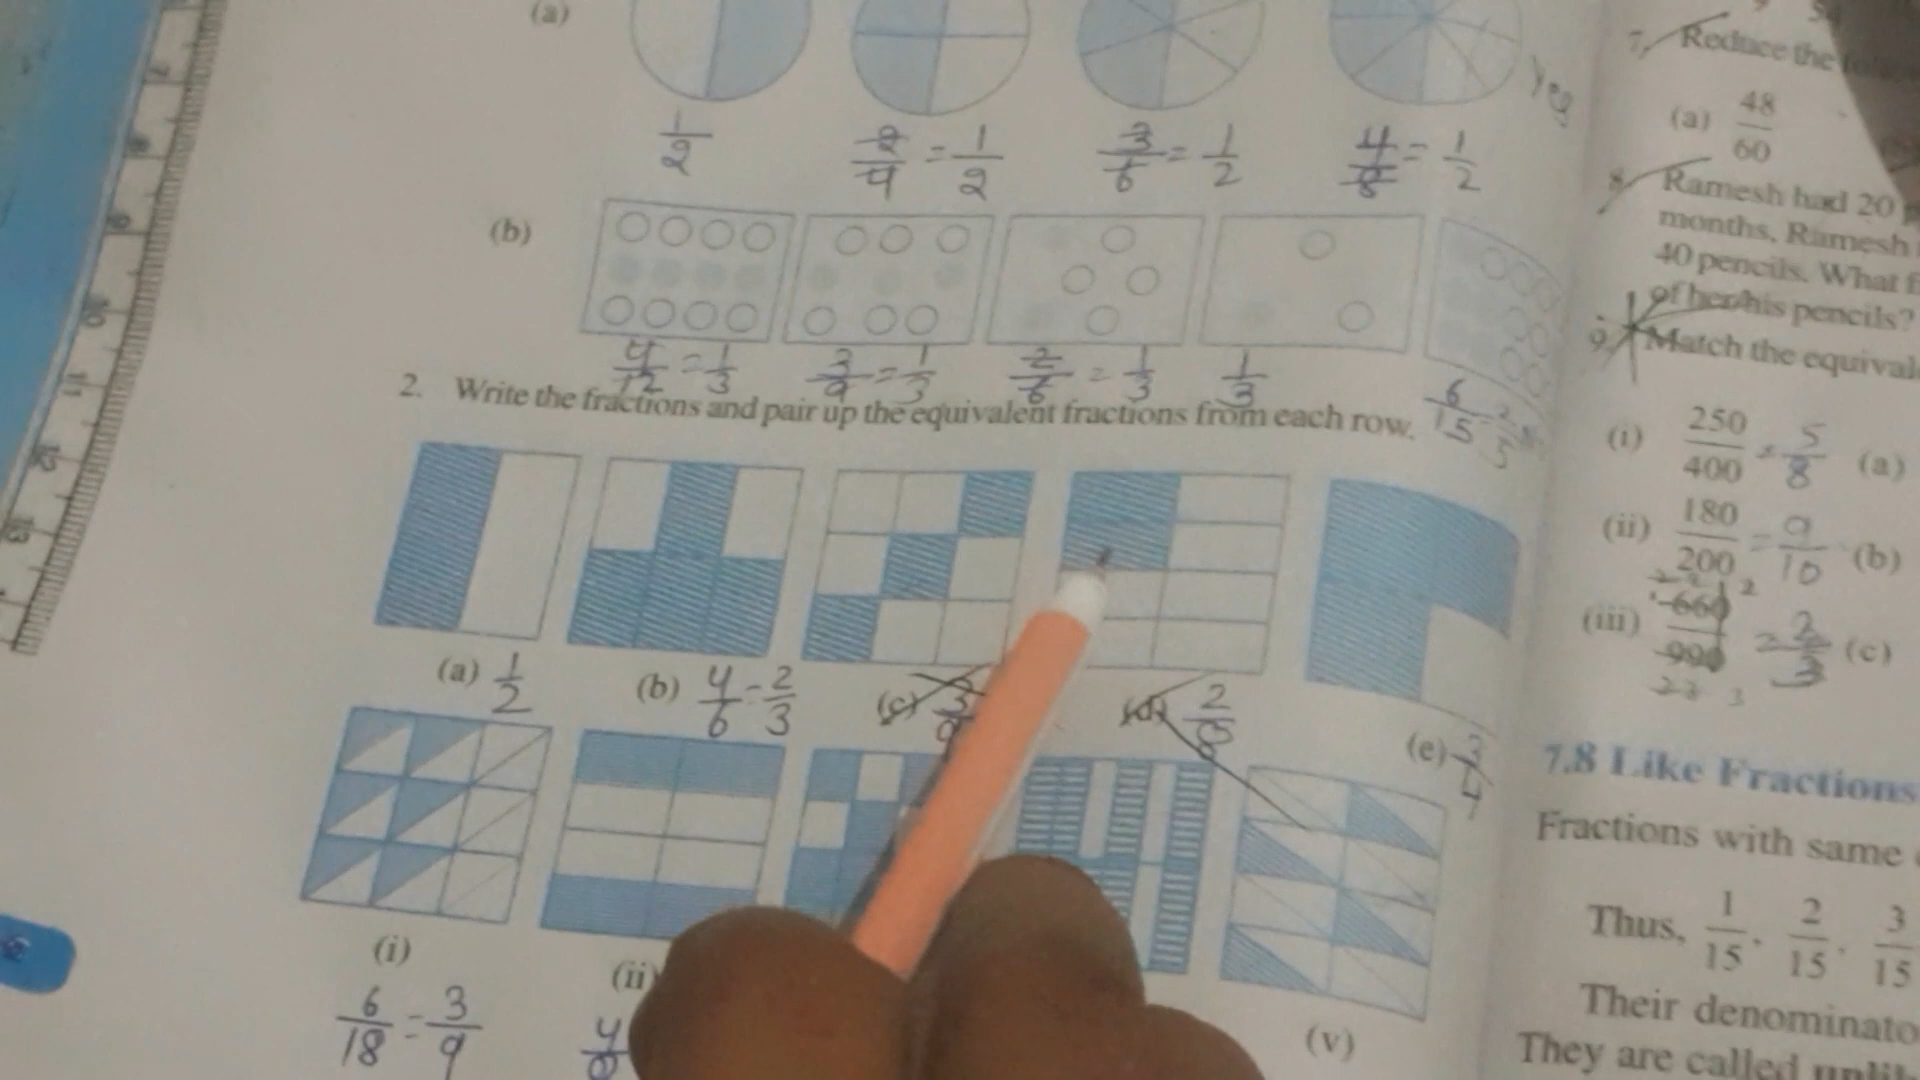 (a)
1/2 2/4 = 1/2 3/6 = 1/2 4/8 = 1/2 Yes
(b)
4/12 = 1/3 3/9 = 1/3 2/6 = 1/3 1/3 6/15 = 2/5
2. Write the fractions and pair up the equivalent fractions from each row.
(a) 1/2 (b) 4/6 = 2/3 (c) (d) 2/8 (e) 3/4
(i) (ii) (v)
6/18 = 3/9
7. Reduce the
(a) 48/60
8. Ramesh had 20
months, Ramesh
40 pencils. What
of her/his pencils?
9. Match the
(i) 250/400 = 5/8 (a)
(ii) 180/200 = 9/10 (b)
(iii) 660/990 = 2/3 (c)
7.8 Like Fractions
Fractions with same
Thus, 1/15, 2/15, 3/15
Their
They are called